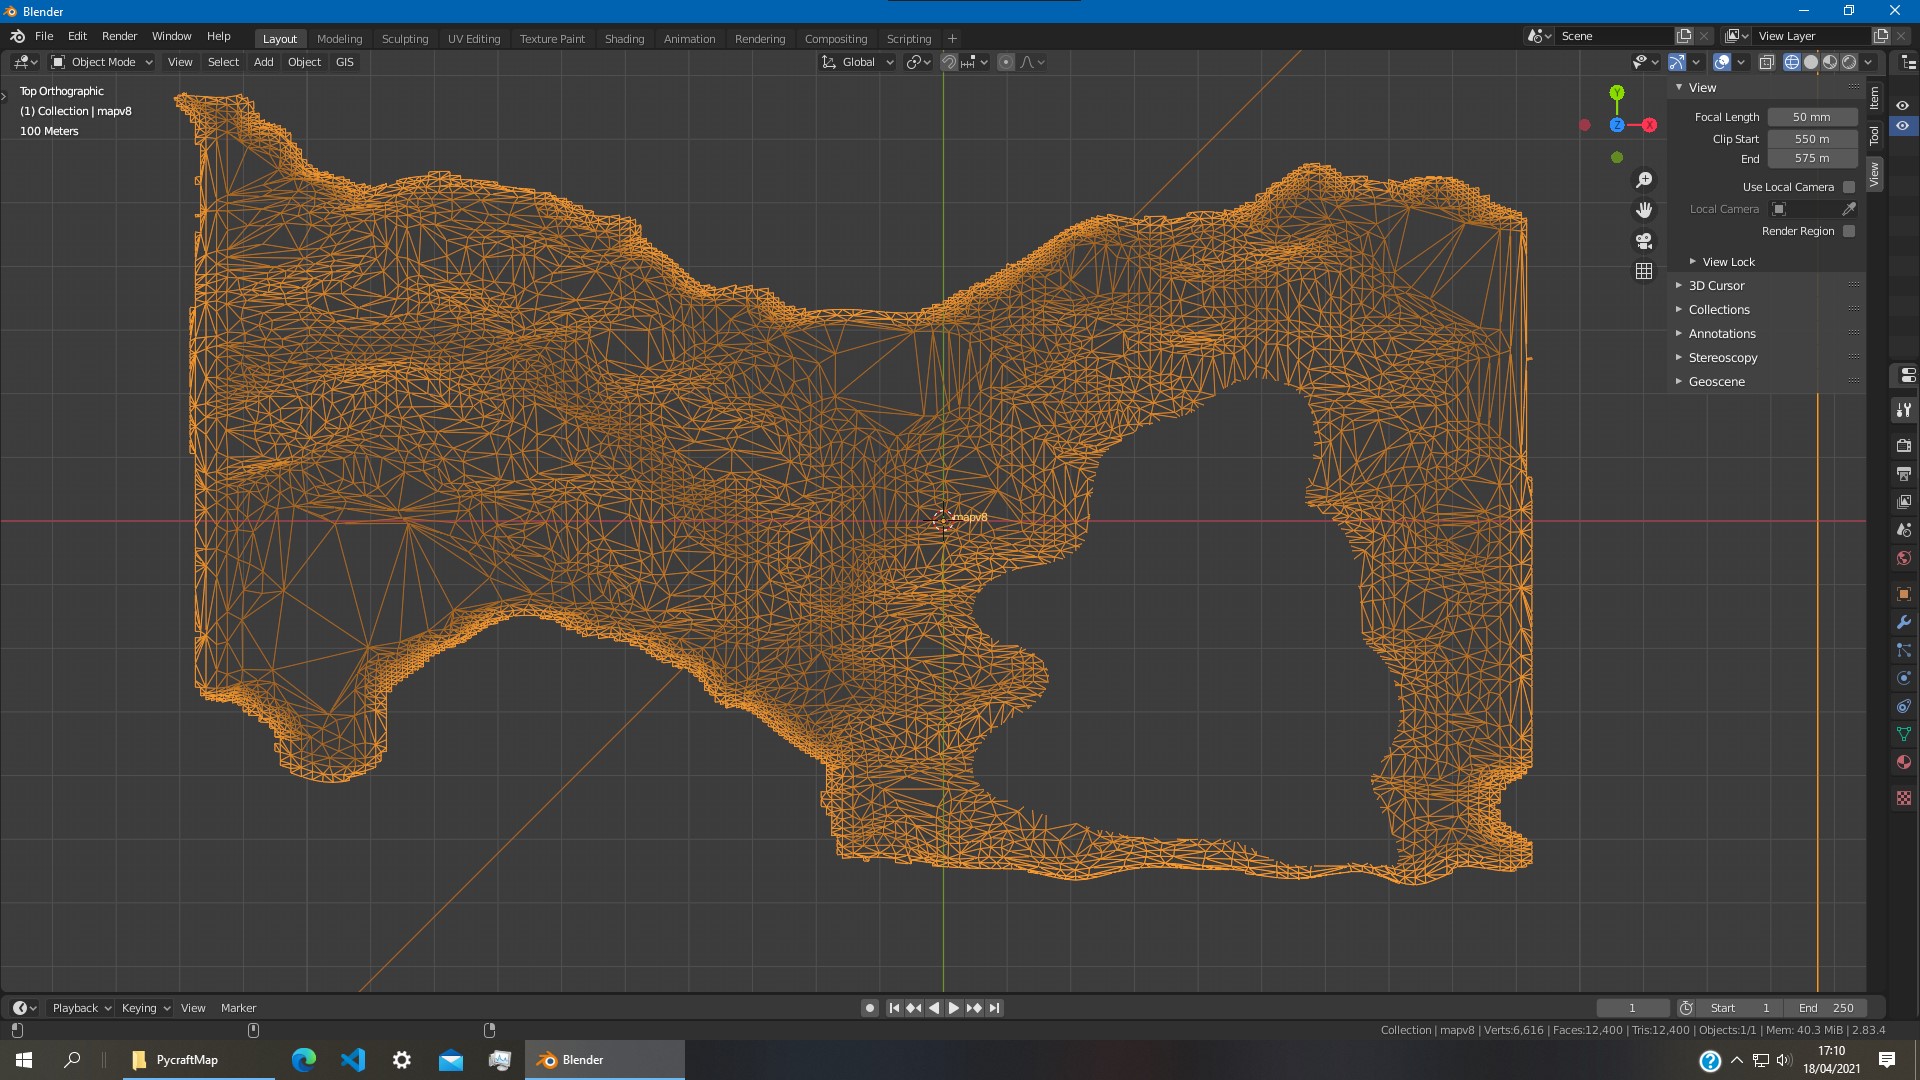 Blender
File Edit Render Window Help Layout Modeling Sculpting UV Editing Texture Paint Shading Animation Rendering Compositing Scripting + Scene View Layer
Object Mode View Select Add Object GIS Global
Top Orthographic
(1) Collection | mapv8
100 Meters
Y
X
Z
View
Focal Length 50 mm
Clip Start 550 m
End 575 m
Use Local Camera
Local Camera
Render Region
View Lock
3D Cursor
Collections
Annotations
Stereoscopy
Geoscene
Item
Tool
View
mapv8
Playback Keying View Marker 1 Start 1 End 250
Collection | mapv8 | Verts:6,616 | Faces:12,400 | Tris:12,400 | Objects:1/1 | Mem: 40.3 MiB | 2.83.4
PycraftMap Blender
17:10
18/04/2021